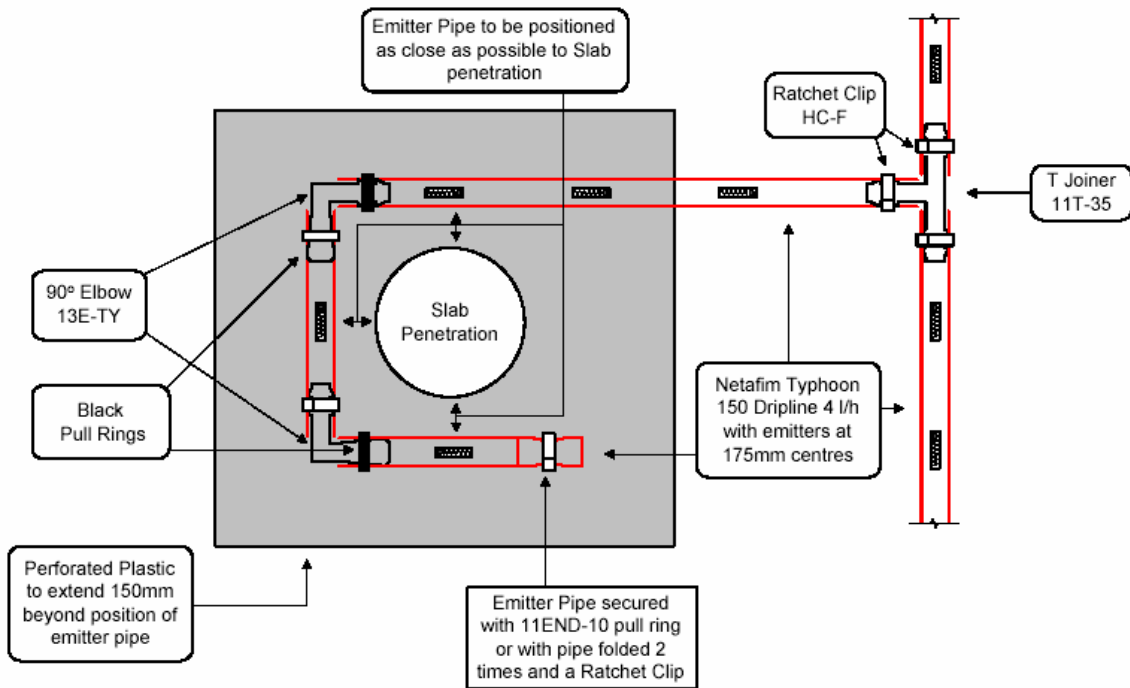 Emitter Pipe to be positioned
as close as possible to Slab
penetration
Ratchet Clip
HC-F
T Joiner
11T-35
90º Elbow
13E-TY
Slab
Penetration
Black
Pull Rings
Netafim Typhoon
150 Dripline 4 l/h
with emitters at
175mm centres
Perforated Plastic
to extend 150mm
beyond position of
emitter pipe
Emitter Pipe secured
with 11END-10 pull ring
or with pipe folded 2
times and a Ratchet Clip